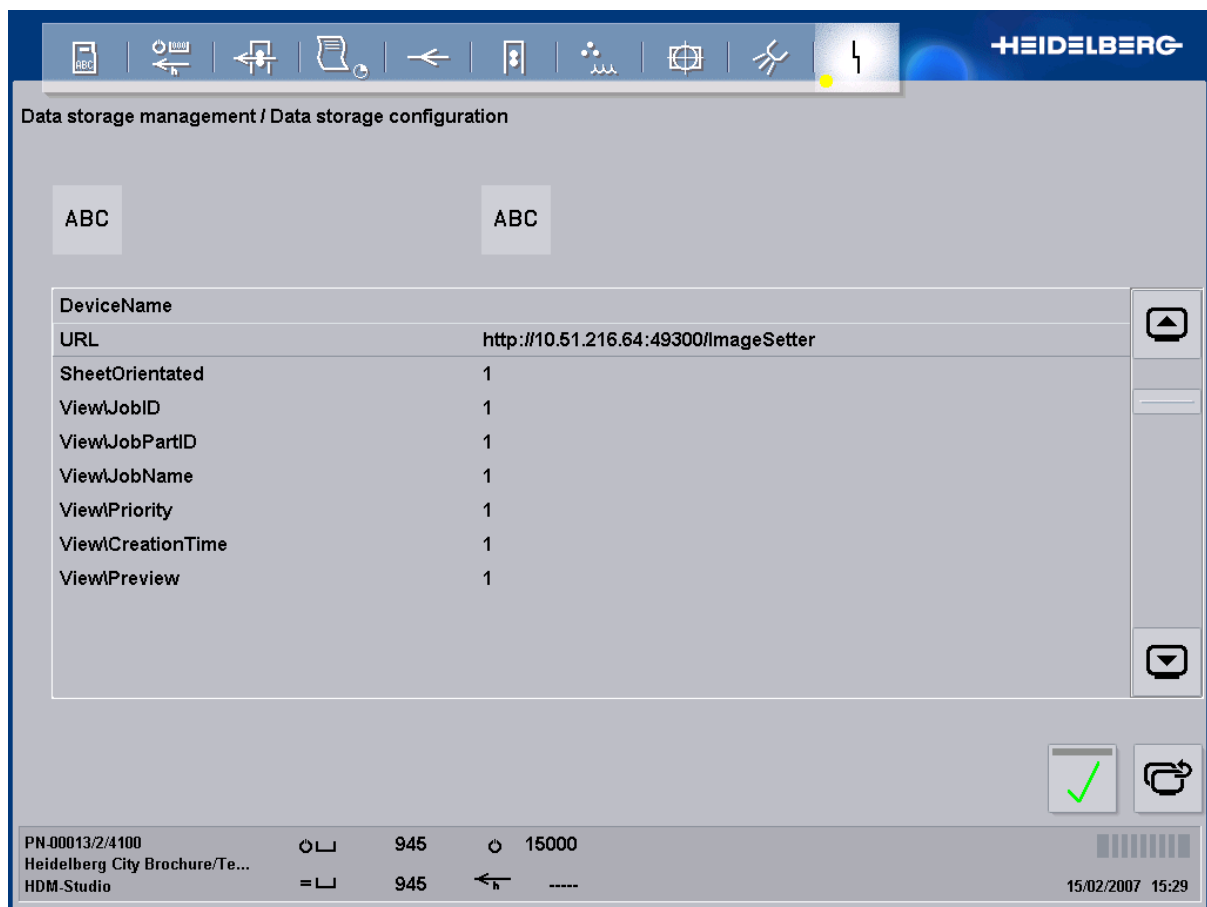 ABC
HEIDELBERG
Data storage management / Data storage configuration
ABC ABC
DeviceName
URL http://10.51.216.64:49300/ImageSetter
SheetOrientated 1
View\JobID 1
View\JobPartID 1
View\JobName 1
View\Priority 1
View\CreationTime 1
View\Preview 1
PN-00013/2/4100 945 15000
Heidelberg City Brochure/Te...
HDM-Studio = 945 h -----
15/02/2007 15:29